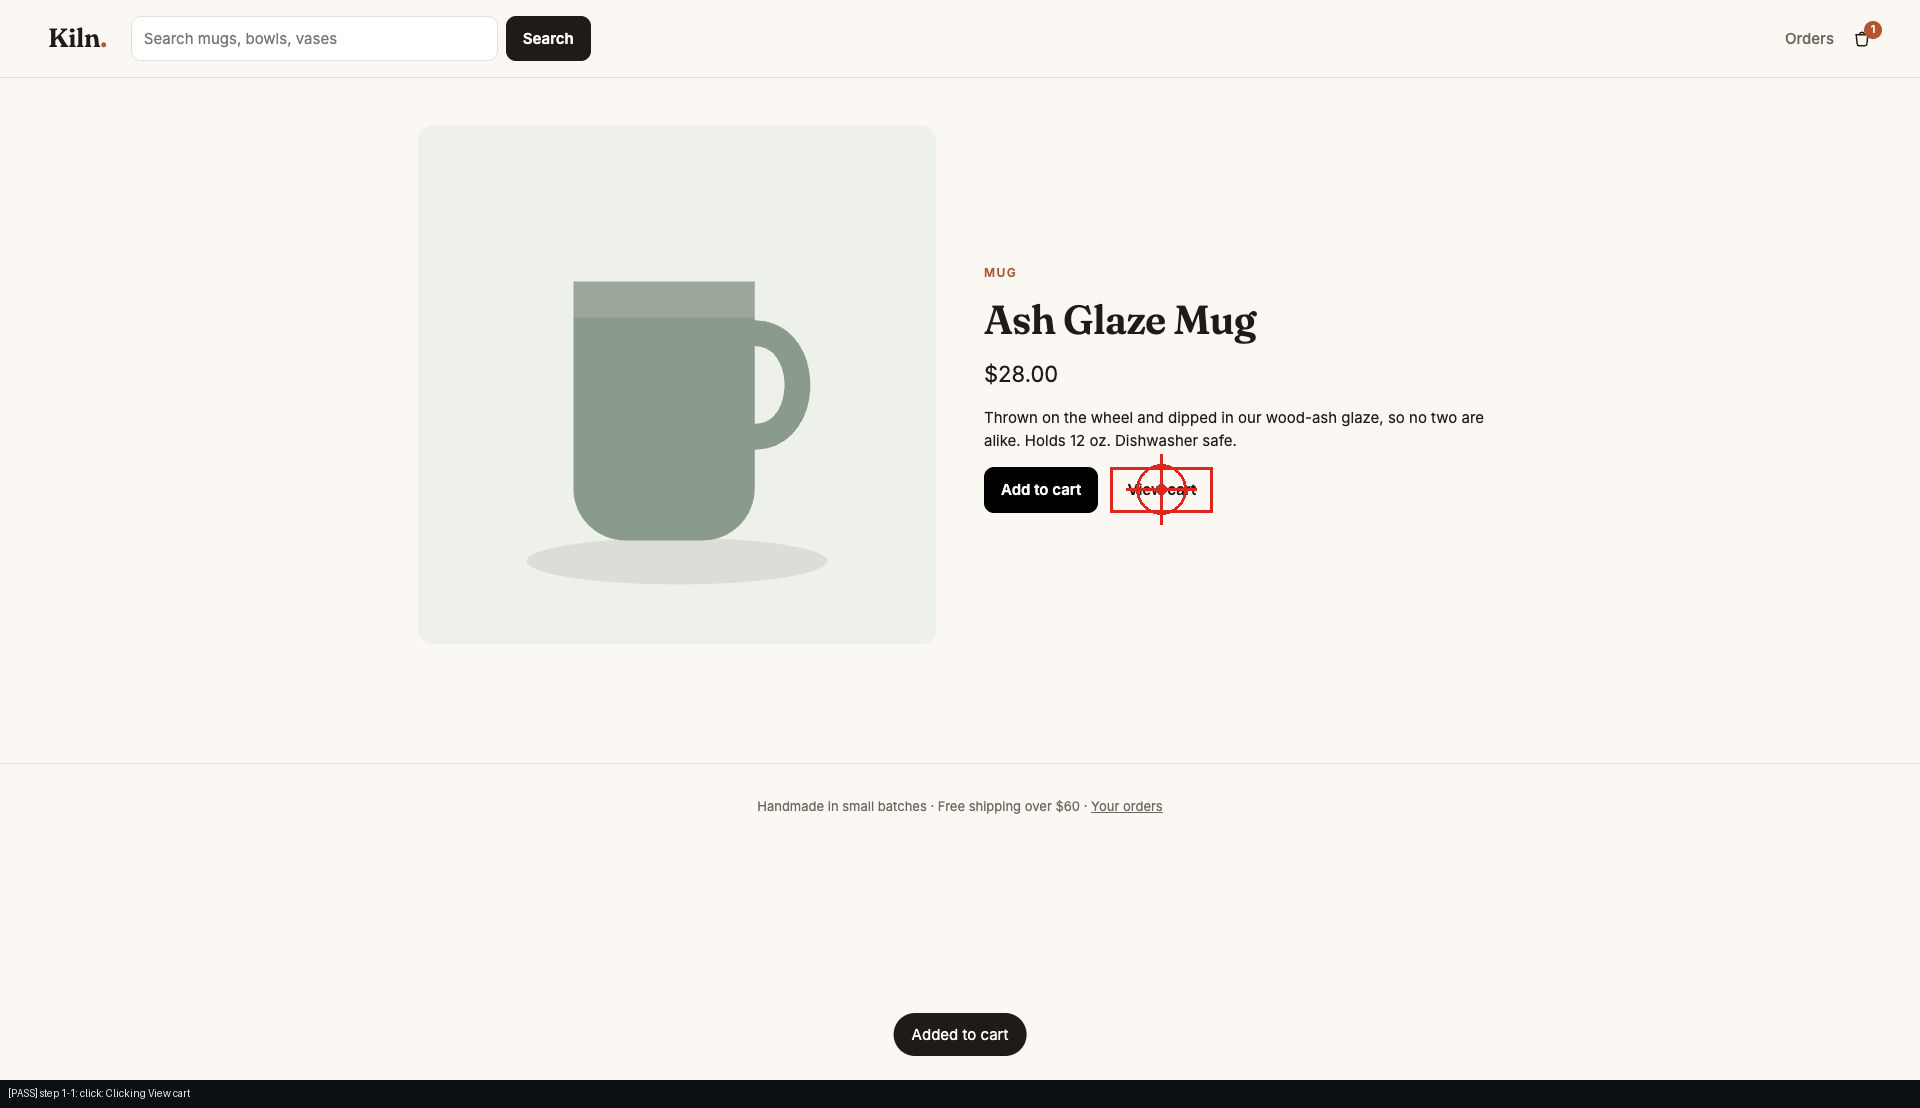 Kiln.
Search mugs, bowls, vases
Search
Orders
1
MUG
Ash Glaze Mug
$28.00
Thrown on the wheel and dipped in our wood-ash glaze, so no two are
alike. Holds 12 oz. Dishwasher safe.
Add to cart
View cart
Handmade in small batches · Free shipping over $60 · Your orders
Added to cart
[PASS] step 1-1: click: Clicking View cart